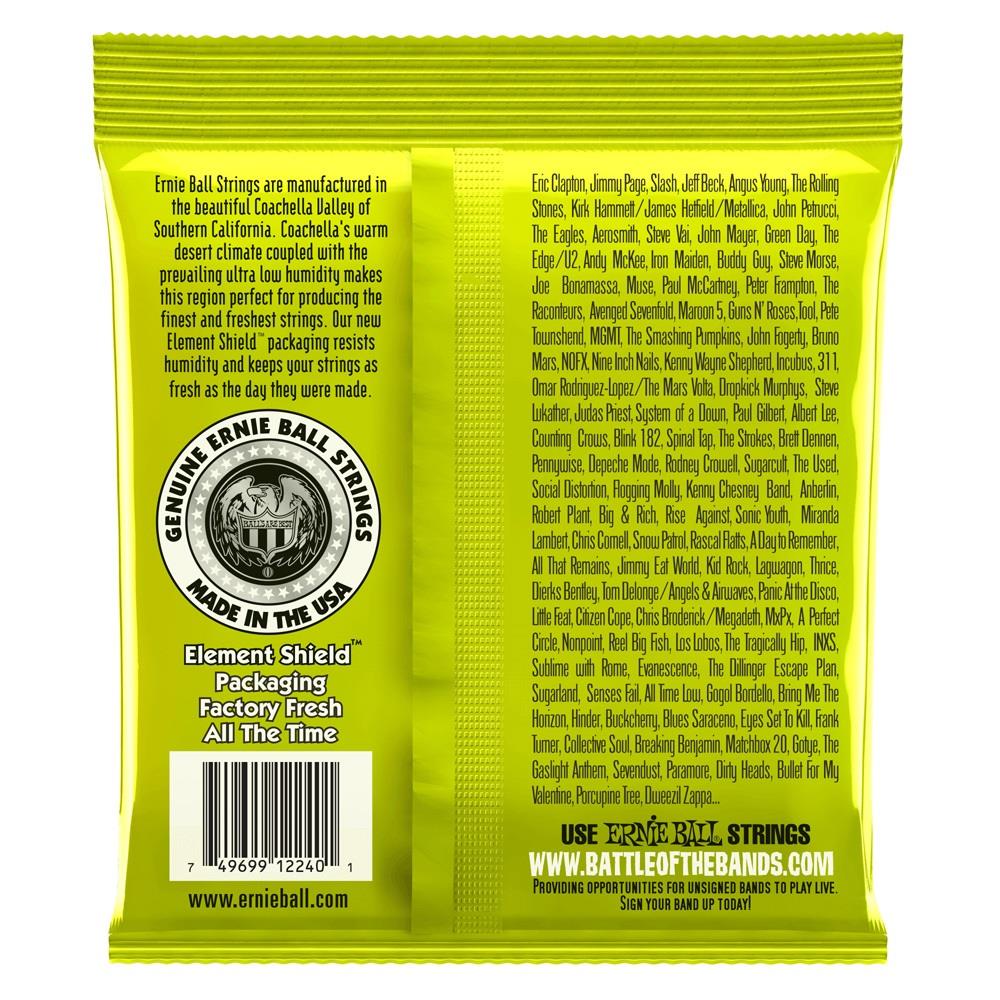 Ernie Ball Strings are manufactured in
the beautiful Coachella Valley of
Southern California. Coachella's warm
desert climate coupled with the
prevailing ultra low humidity makes
this region perfect for producing the
finest and freshest strings. Our new
Element Shield™ packaging resists
humidity and keeps your strings as
fresh as the day they were made.
GENUINE ERNIE BALL STRINGS
BALLS ARE BEST
MADE IN THE USA
Element Shield™
Packaging
Factory Fresh
All The Time
7 49699 12240 1
www.ernieball.com
Eric Clapton, Jimmy Page, Slash, Jeff Beck, Angus Young, The Rolling
Stones, Kirk Hammett/James Hetfield/Metallica, John Petrucci,
The Eagles, Aerosmith, Steve Vai, John Mayer, Green Day, The
Edge/U2, Andy McKee, Iron Maiden, Buddy Guy, Steve Morse,
Joe Bonamassa, Muse, Paul McCartney, Peter Frampton, The
Raconteurs, Avenged Sevenfold, Maroon 5, Guns N' Roses, Tool, Pete
Townshend, MGMT, The Smashing Pumpkins, John Fogerty, Bruno
Mars, NOFX, Nine Inch Nails, Kenny Wayne Shepherd, Incubus, 311,
Omar Rodriguez-Lopez/The Mars Volta, Dropkick Murphys, Steve
Lukather, Judas Priest, System of a Down, Paul Gilbert, Albert Lee,
Counting Crows, Blink 182, Spinal Tap, The Strokes, Brett Dennen,
Pennywise, Depeche Mode, Rodney Crowell, Sugarcult, The Used,
Social Distortion, Flogging Molly, Kenny Chesney Band, Anberlin,
Robert Plant, Big & Rich, Rise Against, Sonic Youth, Miranda
Lambert, Chris Cornell, Snow Patrol, Rascal Flatts, A Day to Remember,
All That Remains, Jimmy Eat World, Kid Rock, Lagwagon, Thrice,
Dierks Bentley, Tom Delonge/Angels & Airwaves, Panic At the Disco,
Little Feat, Citizen Cope, Chris Broderick/Megadeth, MxPx, A Perfect
Circle, Nonpoint, Reel Big Fish, Los Lobos, The Tragically Hip, INXS,
Sublime with Rome, Evanescence, The Dillinger Escape Plan,
Sugarland, Senses Fail, All Time Low, Gogol Bordello, Bring Me The
Horizon, Hinder, Buckcherry, Blues Saraceno, Eyes Set To Kill, Frank
Turner, Collective Soul, Breaking Benjamin, Matchbox 20, Gotye, The
Gaslight Anthem, Sevendust, Paramore, Dirty Heads, Bullet For My
Valentine, Porcupine Tree, Dweezil Zappa...
USE ERNIE BALL® STRINGS
WWW.BATTLEOFTHEBANDS.COM
PROVIDING OPPORTUNITIES FOR UNSIGNED BANDS TO PLAY LIVE.
SIGN YOUR BAND UP TODAY!